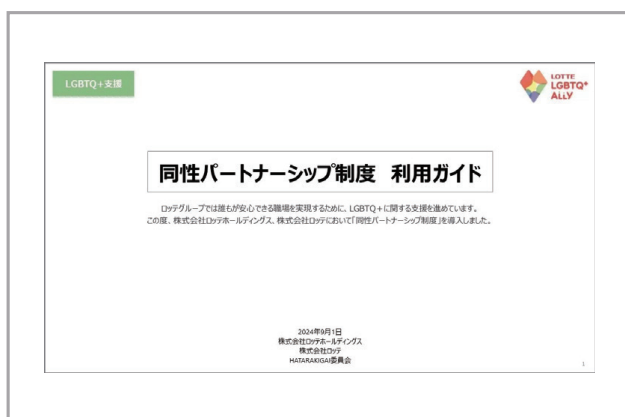 LGBTQ+支援
LOTTE
LGBTQ+
ALLY
同性パートナーシップ制度 利用ガイド
ロッテグループでは誰もが安心できる職場を実現するために、LGBTQ+に関する支援を進めています。
この度、株式会社ロッテホールディングス、株式会社ロッテにおいて「同性パートナーシップ制度」を導入しました。
2024年9月1日
株式会社ロッテホールディングス
株式会社ロッテ
HATARAKIGAI委員会
1